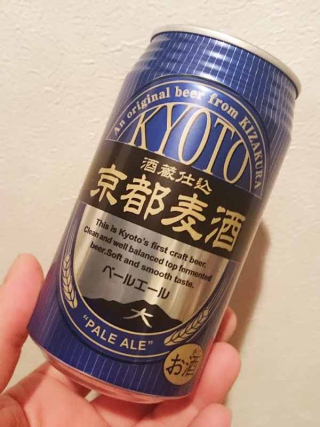 An original beer from KIZAKURA
KYOTO
酒蔵仕込
京都麦酒
This is Kyoto's first craft beer.
Clean and well balanced top fermented
beer.Soft and smooth taste.
ペールエール
大
"PALE ALE"
お酒